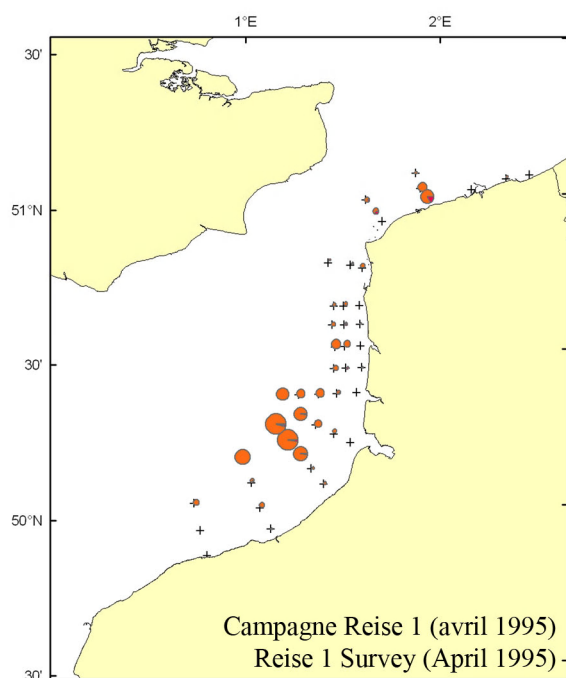 1°E 2°E
30'
51°N
30'
50°N
Campagne Reise 1 (avril 1995)
Reise 1 Survey (April 1995)
30'